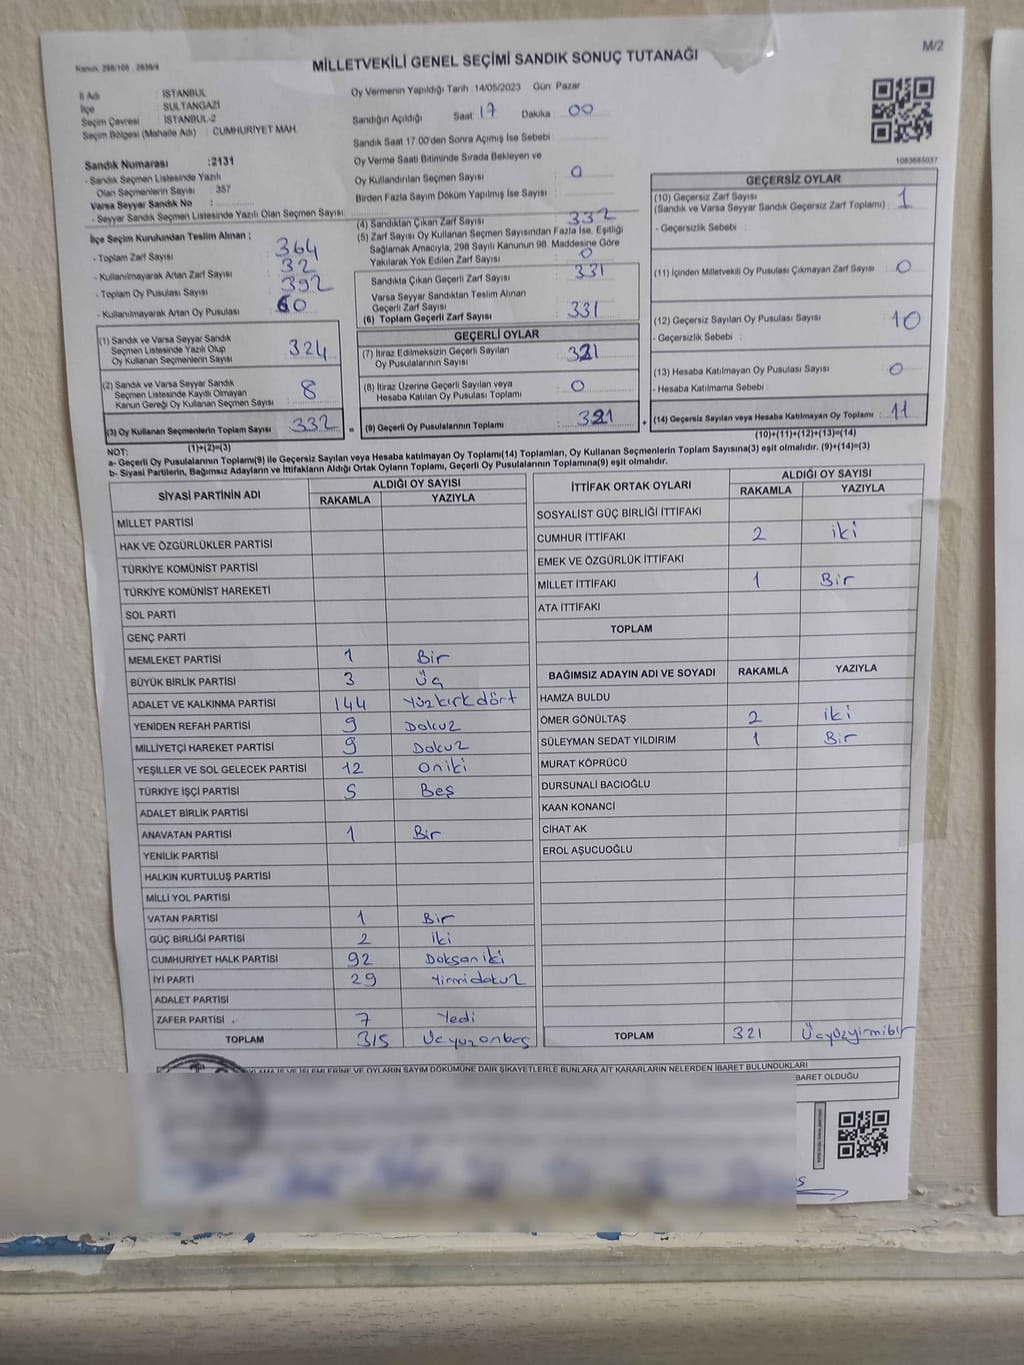 M/2
Kanun. 298/105 , 2839/4
MİLLETVEKİLİ GENEL SEÇİMİ SANDIK SONUÇ TUTANAĞI
İl Adı : İSTANBUL
İlçe : SULTANGAZİ
Seçim Çevresi : İSTANBUL-2
Seçim Bölgesi (Mahalle Adı) : CUMHURİYET MAH.
Sandık Numarası :2131
- Sandık Seçmen Listesinde Yazılı
Olan Seçmenlerin Sayısı : 357
Varsa Seyyar Sandık No :
- Seyyar Sandık Seçmen Listesinde Yazılı Olan Seçmen Sayısı:
İlçe Seçim Kurulundan Teslim Alınan ;
- Toplam Zarf Sayısı : 364
- Kullanılmayarak Artan Zarf Sayısı : 32
- Toplam Oy Pusulası Sayısı : 392
- Kullanılmayarak Artan Oy Pusulası : 60
(1) Sandık ve Varsa Seyyar Sandık
Seçmen Listesinde Yazılı Olup
Oy Kullanan Seçmenlerin Sayısı : 324
(2) Sandık ve Varsa Seyyar Sandık
Seçmen Listesinde Kayıtlı Olmayan
Kanun Gereği Oy Kullanan Seçmen Sayısı : 8
(3) Oy Kullanan Seçmenlerin Toplam Sayısı : 332
(1)+(2)=(3)
Oy Vermenin Yapıldığı Tarih : 14/05/2023 Gün: Pazar
Sandığın Açıldığı Saat : 17 Dakika : 00
Sandık Saat 17:00'den Sonra Açılmış İse Sebebi :
Oy Verme Saati Bitiminde Sırada Bekleyen ve
Oy Kullandırılan Seçmen Sayısı : 0
Birden Fazla Sayım Döküm Yapılmış İse Sayısı :
(4) Sandıktan Çıkan Zarf Sayısı : 332
(5) Zarf Sayısı Oy Kullanan Seçmen Sayısından Fazla İse, Eşitliği
Sağlamak Amacıyla, 298 Sayılı Kanunun 98. Maddesine Göre
Yakılarak Yok Edilen Zarf Sayısı : 0
Sandıkta Çıkan Geçerli Zarf Sayısı : 331
Varsa Seyyar Sandıktan Teslim Alınan
Geçerli Zarf Sayısı :
(6) Toplam Geçerli Zarf Sayısı : 331
GEÇERLİ OYLAR
(7) İtiraz Edilmeksizin Geçerli Sayılan
Oy Pusulasının Sayısı : 321
(8) İtiraz Üzerine Geçerli Sayılan veya
Hesaba Katılan Oy Pusulası Toplamı : 0
= (9) Geçerli Oy Pusulalarının Toplamı : 321 +
1083685037
GEÇERSİZ OYLAR
(10) Geçersiz Zarf Sayısı
(Sandık ve Varsa Seyyar Sandık Geçersiz Zarf Toplamı) : 1
- Geçersizlik Sebebi :
(11) İçinden Milletvekili Oy Pusulası Çıkmayan Zarf Sayısı : 0
(12) Geçersiz Sayılan Oy Pusulası Sayısı : 10
- Geçersizlik Sebebi :
(13) Hesaba Katılmayan Oy Pusulası Sayısı : 0
- Hesaba Katılmama Sebebi :
(14) Geçersiz Sayılan veya Hesaba Katılmayan Oy Toplamı : 11
(10)+(11)+(12)+(13)=(14)
NOT:
a- Geçerli Oy Pusulalarının Toplamı(9) ile Geçersiz Sayılan veya Hesaba katılmayan Oy Toplamı(14) Toplamları, Oy Kullanan Seçmenlerin Toplam Sayısına(3) eşit olmalıdır. (9)+(14)=(3)
b- Siyasi Partilerin, Bağımsız Adayların ve İttifakların Aldığı Ortak Oyların Toplamı, Geçerli Oy Pusulalarının Toplamına(9) eşit olmalıdır.
SİYASİ PARTİNİN ADI ALDIĞI OY SAYISI
RAKAMLA YAZIYLA
MİLLET PARTİSİ
HAK VE ÖZGÜRLÜKLER PARTİSİ
TÜRKİYE KOMÜNİST PARTİSİ
TÜRKİYE KOMÜNİST HAREKETİ
SOL PARTİ
GENÇ PARTİ
MEMLEKET PARTİSİ 1 Bir
BÜYÜK BİRLİK PARTİSİ 3 Üç
ADALET VE KALKINMA PARTİSİ 144 Yüzkırkdört
YENİDEN REFAH PARTİSİ 9 Dokuz
MİLLİYETÇİ HAREKET PARTİSİ 9 Dokuz
YEŞİLLER VE SOL GELECEK PARTİSİ 12 oniki
TÜRKİYE İŞÇİ PARTİSİ 5 Beş
ADALET BİRLİK PARTİSİ
ANAVATAN PARTİSİ 1 Bir
YENİLİK PARTİSİ
HALKIN KURTULUŞ PARTİSİ
MİLLİ YOL PARTİSİ
VATAN PARTİSİ 1 Bir
GÜÇ BİRLİĞİ PARTİSİ 2 iki
CUMHURİYET HALK PARTİSİ 92 Doksaniki
İYİ PARTİ 29 Yirmidokuz
ADALET PARTİSİ
ZAFER PARTİSİ 7 Yedi
TOPLAM 315 Üçyüzonbeş
İTTİFAK ORTAK OYLARI ALDIĞI OY SAYISI
RAKAMLA YAZIYLA
SOSYALİST GÜÇ BİRLİĞİ İTTİFAKI
CUMHUR İTTİFAKI 2 iki
EMEK VE ÖZGÜRLÜK İTTİFAKI
MİLLET İTTİFAKI 1 Bir
ATA İTTİFAKI
TOPLAM
BAĞIMSIZ ADAYIN ADI VE SOYADI RAKAMLA YAZIYLA
HAMZA BULDU
ÖMER GÖNÜLTAŞ 2 iki
SÜLEYMAN SEDAT YILDIRIM 1 Bir
MURAT KÖPRÜCÜ
DURSUNALİ BACIOĞLU
KAAN KONANCİ
CİHAT AK
EROL AŞUCUOĞLU
TOPLAM 321 Üçyüzyirmibir
İŞLEMLERİNE VE OYLARIN SAYIM DÖKÜMÜNE DAİR ŞİKAYETLERLE BUNLARA AİT KARARLARIN NELERDEN İBARET BULUNDUKLARI
BARET OLDUĞU